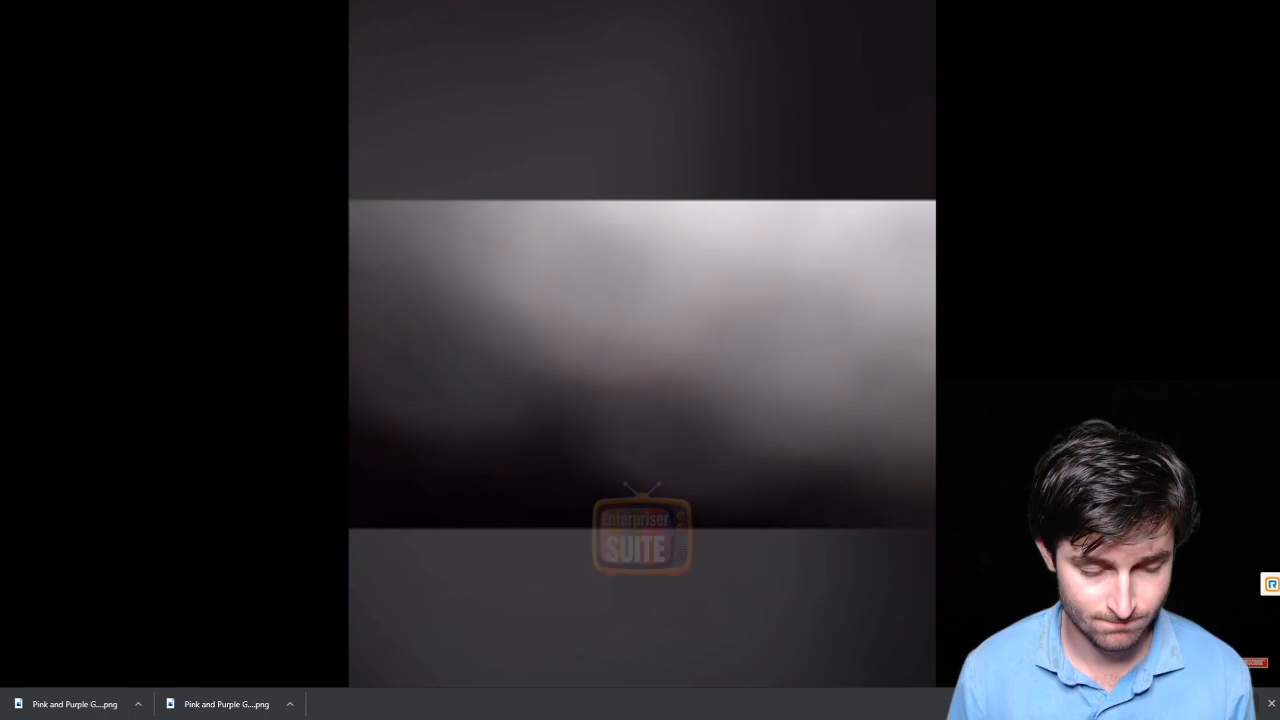 Enterpriser
SUITE
Pink and Purple G....png
Pink and Purple G....png